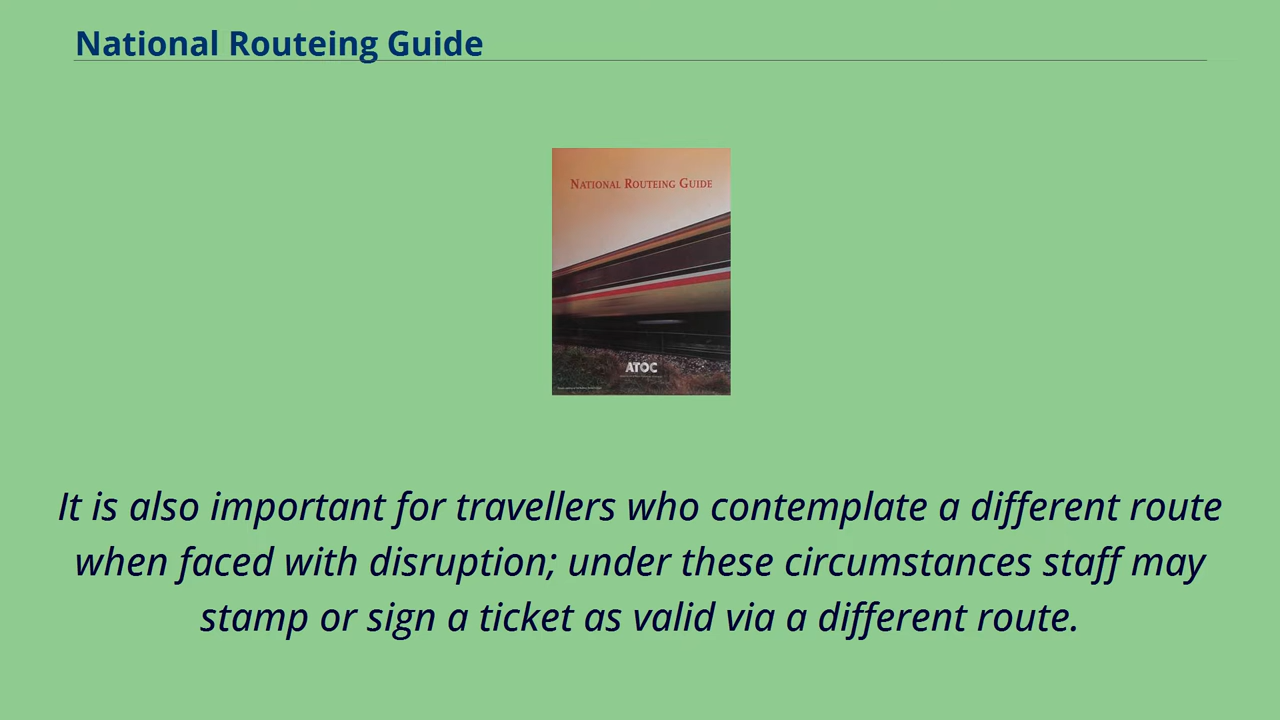 National Routeing Guide
NATIONAL ROUTEING GUIDE
ATOC
It is also important for travellers who contemplate a different route
when faced with disruption; under these circumstances staff may
stamp or sign a ticket as valid via a different route.